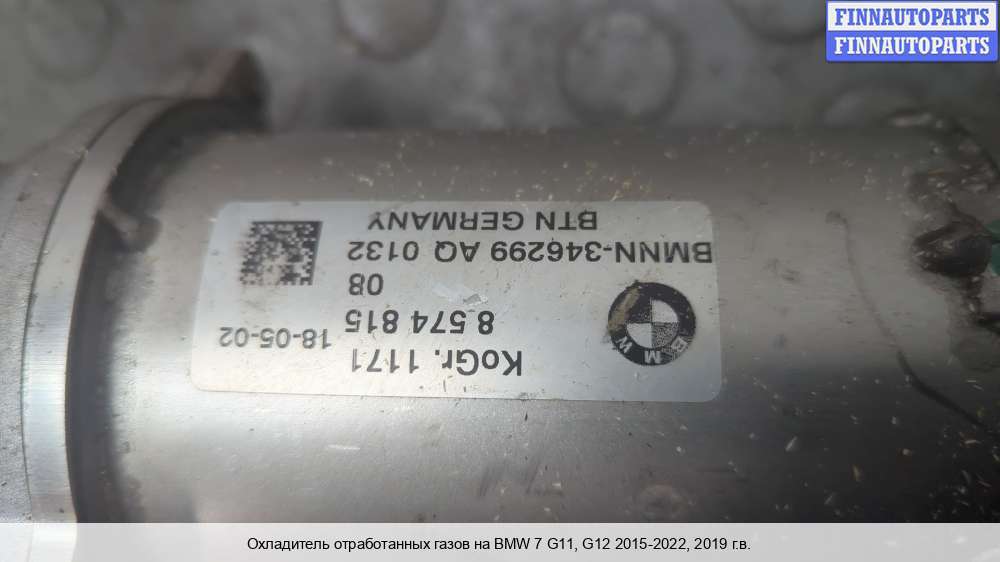 FINNAUTOPARTS
FINNAUTOPARTS
KoGr. 1171
8 574 815
18-05-02
08
BMNN-346299 AQ 0132
BTN GERMANY
BMW
Охладитель отработанных газов на BMW 7 G11, G12 2015-2022, 2019 г.в.